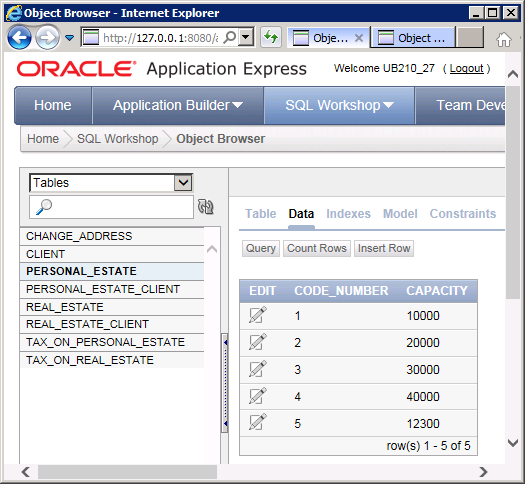 Object Browser - Internet Explorer
http://127.0.0.1:8080/
Obje...
Object ...
ORACLE Application Express
Welcome UB210_27 ( Logout )
Home
Application Builder
SQL Workshop
Team Deve
Home
SQL Workshop
Object Browser
Tables
Table
Data
Indexes
Model
Constraints
Query
Count Rows
Insert Row
CHANGE_ADDRESS
CLIENT
PERSONAL_ESTATE
PERSONAL_ESTATE_CLIENT
REAL_ESTATE
REAL_ESTATE_CLIENT
TAX_ON_PERSONAL_ESTATE
TAX_ON_REAL_ESTATE
EDIT CODE_NUMBER CAPACITY
1 10000
2 20000
3 30000
4 40000
5 12300
row(s) 1 - 5 of 5